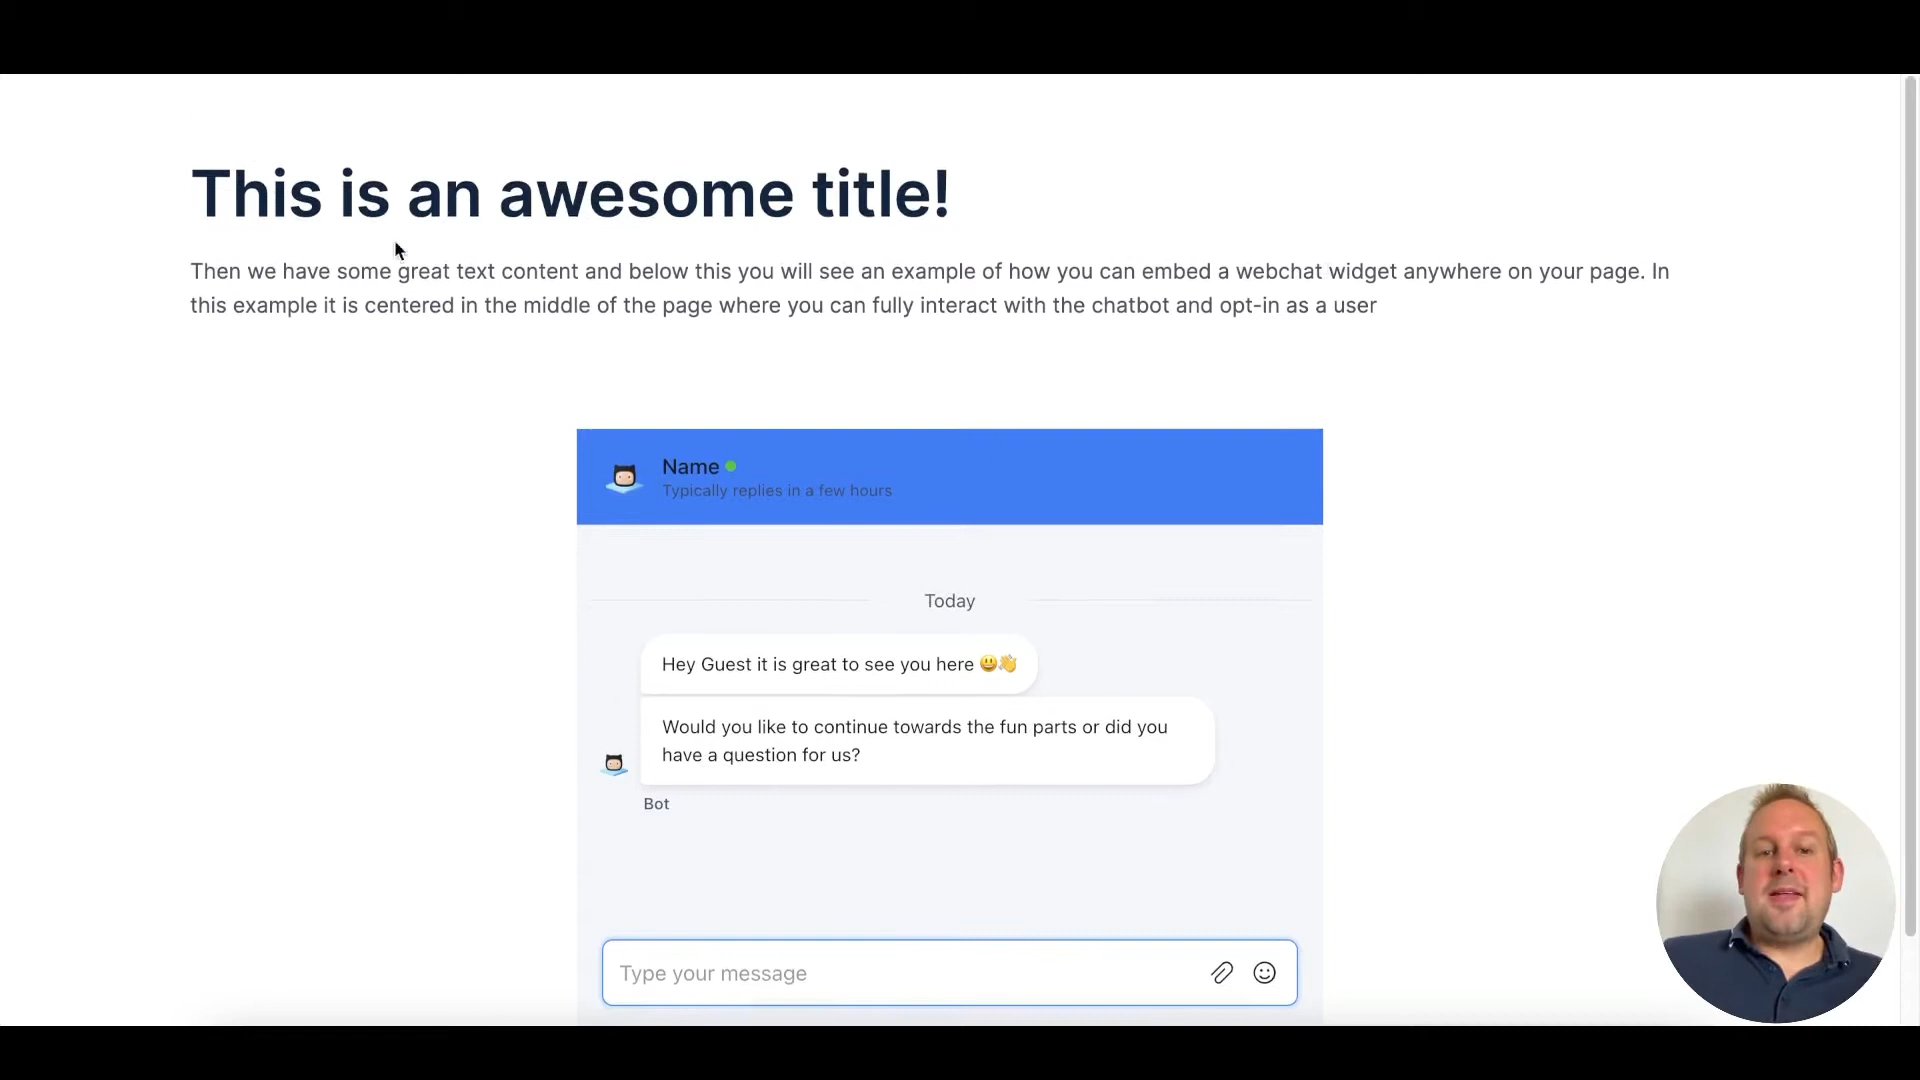 This is an awesome title!
Then we have some great text content and below this you will see an example of how you can embed a webchat widget anywhere on your page. In
this example it is centered in the middle of the page where you can fully interact with the chatbot and opt-in as a user
Name
Typically replies in a few hours
Today
Hey Guest it is great to see you here 😃👋
Would you like to continue towards the fun parts or did you
have a question for us?
Bot
Type your message